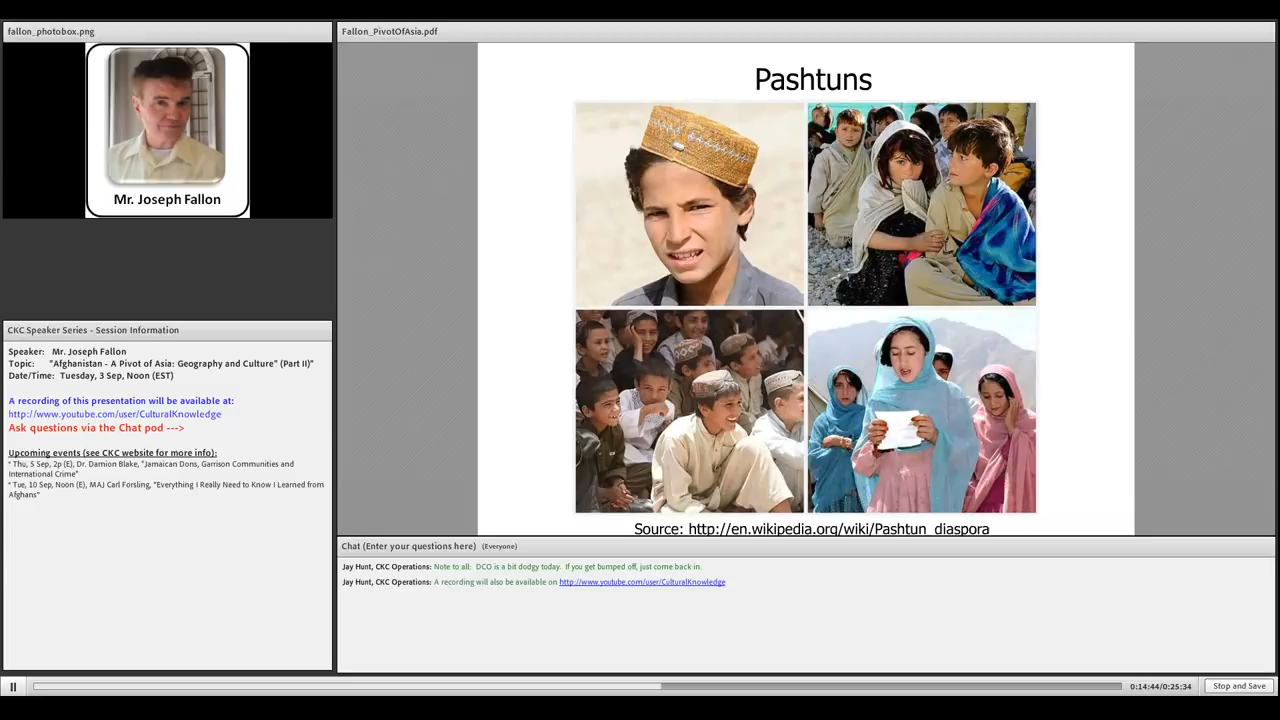 fallon_photobox.png
Mr. Joseph Fallon
CKC Speaker Series - Session Information
Speaker: Mr. Joseph Fallon
Topic: "Afghanistan - A Pivot of Asia: Geography and Culture" (Part II)"
Date/Time: Tuesday, 3 Sep, Noon (EST)
A recording of this presentation will be available at:
http://www.youtube.com/user/CulturalKnowledge
Ask questions via the Chat pod --->
Upcoming events (see CKC website for more info):
* Thu, 5 Sep, 2p (E), Dr. Damion Blake, "Jamaican Dons, Garrison Communities and
International Crime"
* Tue, 10 Sep, Noon (E), MAJ Carl Forsling, "Everything I Really Need to Know I Learned from
Afghans"
Fallon_PivotOfAsia.pdf
Pashtuns
Source: http://en.wikipedia.org/wiki/Pashtun_diaspora
Chat (Enter your questions here) (Everyone)
Jay Hunt, CKC Operations: Note to all: DCO is a bit dodgy today. If you get bumped off, just come back in.
Jay Hunt, CKC Operations: A recording will also be available on http://www.youtube.com/user/CulturalKnowledge
0:14:44/0:25:34
Stop and Save